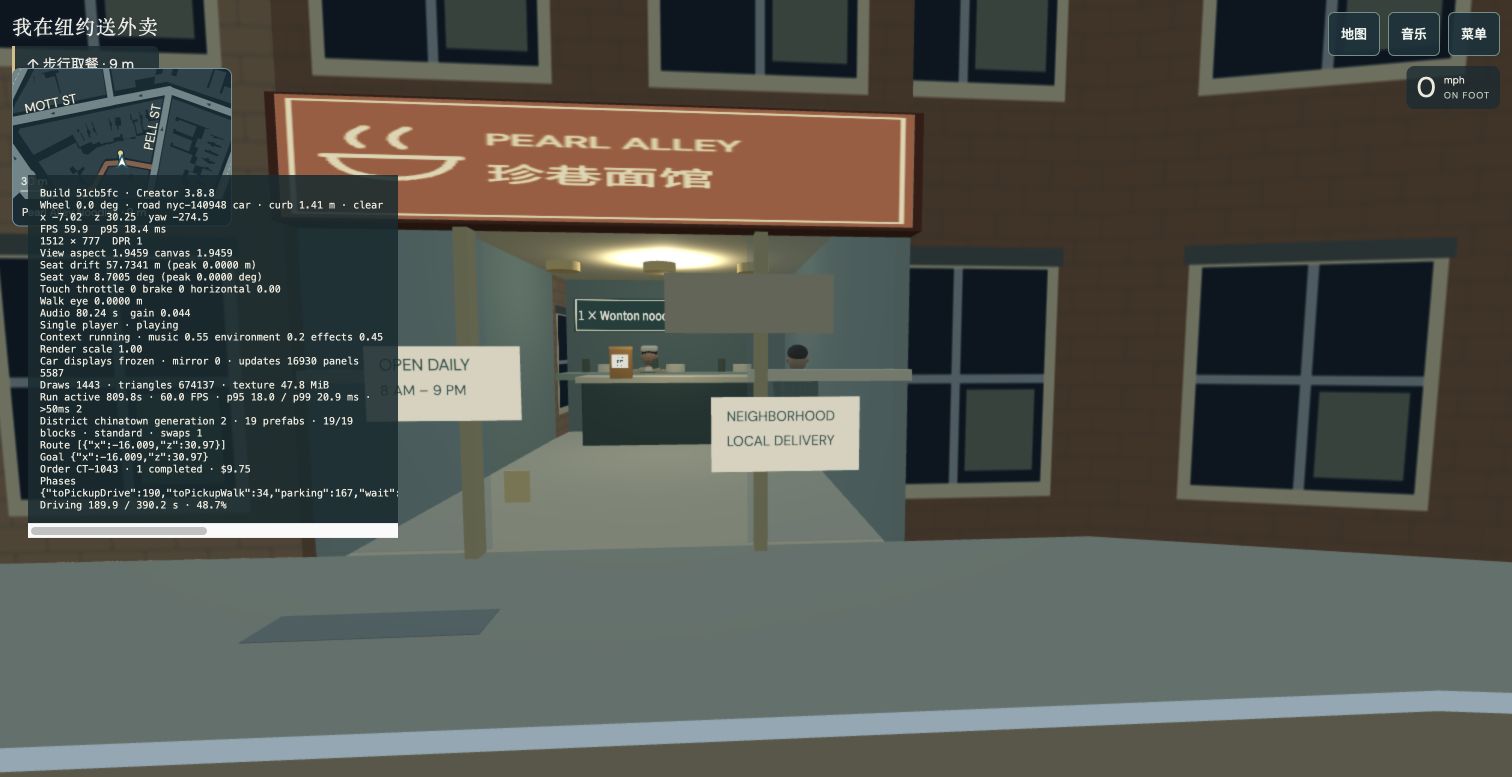 我在纽约送外卖
↑ 步行取餐 · 9 m
MOTT ST
PELL ST
地图
音乐
菜单
0 mph
ON FOOT
PEARL ALLEY
珍巷面馆
1 × Wonton nood
OPEN DAILY
8 AM – 9 PM
NEIGHBORHOOD
LOCAL DELIVERY
Build 51cb5fc · Creator 3.8.8
Wheel 0.0 deg · road nyc-140948 car · curb 1.41 m · clear
x -7.02 z 30.25 yaw -274.5
FPS 59.9 p95 18.4 ms
1512 × 777 DPR 1
View aspect 1.9459 canvas 1.9459
Seat drift 57.7341 m (peak 0.0000 m)
Seat yaw 8.7005 deg (peak 0.0000 deg)
Touch throttle 0 brake 0 horizontal 0.00
Walk eye 0.0000 m
Audio 80.24 s gain 0.044
Single player · playing
Context running · music 0.55 environment 0.2 effects 0.45
Render scale 1.00
Car displays frozen · mirror 0 · updates 16930 panels
5587
Draws 1443 · triangles 674137 · texture 47.8 MiB
Run active 809.8s · 60.0 FPS · p95 18.0 / p99 20.9 ms ·
>50ms 2
District chinatown generation 2 · 19 prefabs · 19/19
blocks · standard · swaps 1
Route [{"x":-16.009,"z":30.97}]
Goal {"x":-16.009,"z":30.97}
Order CT-1043 · 1 completed · $9.75
Phases
{"toPickupDrive":190,"toPickupWalk":34,"parking":167,"wait":
Driving 189.9 / 390.2 s · 48.7%